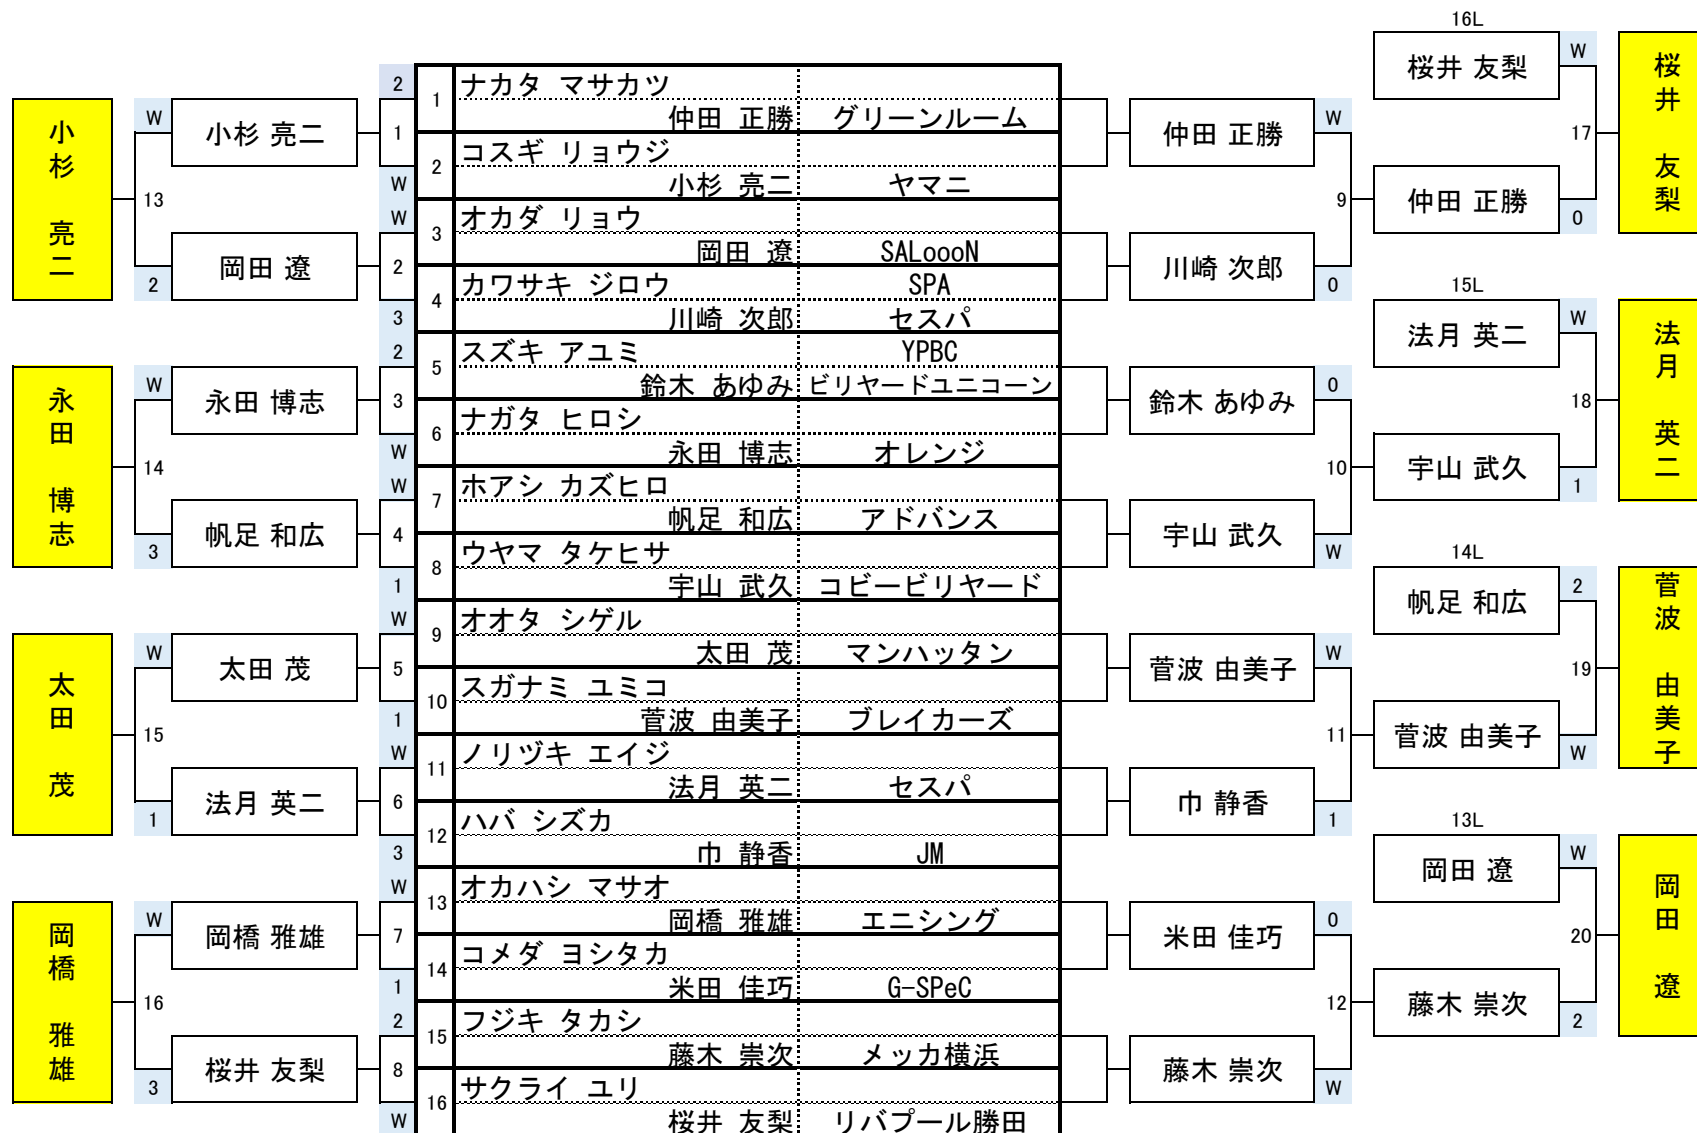 16L
桜井 友梨 W
桜井 友梨
17
仲田 正勝 0
2
1 ナカタ マサカツ
仲田 正勝 グリーンルーム
W 小杉 亮二 1
小杉 亮二
仲田 正勝 W
2 コスギ リョウジ
W 小杉 亮二 ヤマニ
13
9
W
3 オカダ リョウ
岡田 遼 SALoooN
2 岡田 遼 2
川崎 次郎 0
4 カワサキ ジロウ SPA
3 川崎 次郎 セスパ
15L
法月 英二 W
法月 英二
18
宇山 武久 1
2
5 スズキ アユミ YPBC
鈴木 あゆみ ビリヤードユニコーン
W 永田 博志 3
永田 博志
鈴木 あゆみ 0
6 ナガタ ヒロシ
W 永田 博志 オレンジ
14
10
W
7 ホアシ カズヒロ
帆足 和広 アドバンス
3 帆足 和広 4
宇山 武久 W
8 ウヤマ タケヒサ
1 宇山 武久 コビービリヤード
14L
帆足 和広 2
菅波 由美子
19
菅波 由美子 W
W
9 オオタ シゲル
太田 茂 マンハッタン
W 太田 茂 5
太田 茂
菅波 由美子 W
10 スガナミ ユミコ
1 菅波 由美子 ブレイカーズ
15
11
W
11 ノリヅキ エイジ
法月 英二 セスパ
1 法月 英二 6
巾 静香 1
12 ハバ シズカ
3 巾 静香 JM
13L
岡田 遼 W
岡田 遼
20
藤木 崇次 2
W
13 オカハシ マサオ
岡橋 雅雄 エニシング
W 岡橋 雅雄 7
岡橋 雅雄
米田 佳巧 0
14 コメダ ヨシタカ
1 米田 佳巧 G-SPeC
16
12
2
15 フジキ タカシ
藤木 崇次 メッカ横浜
3 桜井 友梨 8
藤木 崇次 W
16 サクライ ユリ
W 桜井 友梨 リバプール勝田